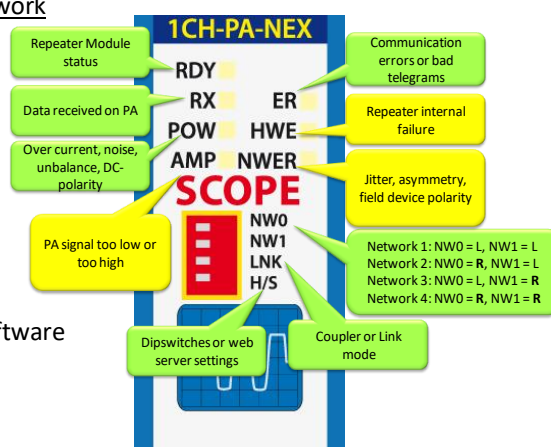 work
1CH-PA-NEX
Repeater Module
status
Communication
errors or bad
telegrams
RDY
Data received on PA
RX ER
Repeater internal
failure
POW HWE
Over current, noise,
unbalance, DC-
polarity
AMP NWER
Jitter, asymmetry,
field device polarity
SCOPE
PA signal too low or
too high
NW0
NW1
LNK
H/S
Network 1: NW0 = L, NW1 = L
Network 2: NW0 = R, NW1 = L
Network 3: NW0 = L, NW1 = R
Network 4: NW0 = R, NW1 = R
ftware
Dipswitches or web
server settings
Coupler or Link
mode